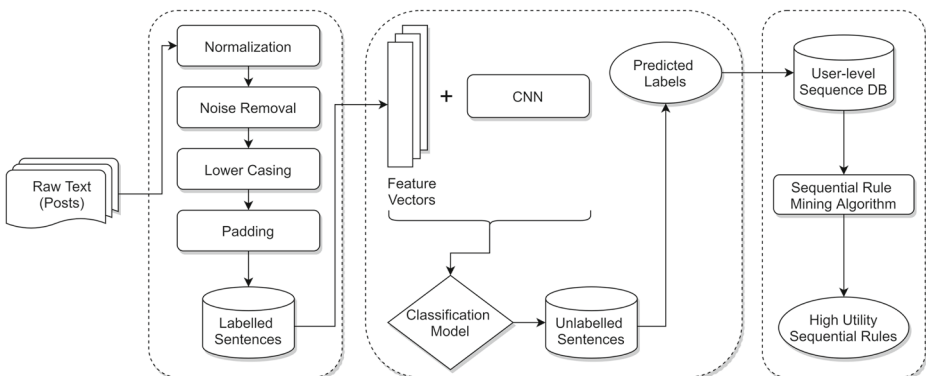 Raw Text
(Posts)
Normalization
Noise Removal
Lower Casing
Padding
Labelled
Sentences
Feature
Vectors
+
CNN
Classification
Model
Unlabelled
Sentences
Predicted
Labels
User-level
Sequence DB
Sequential Rule
Mining Algorithm
High Utility
Sequential Rules